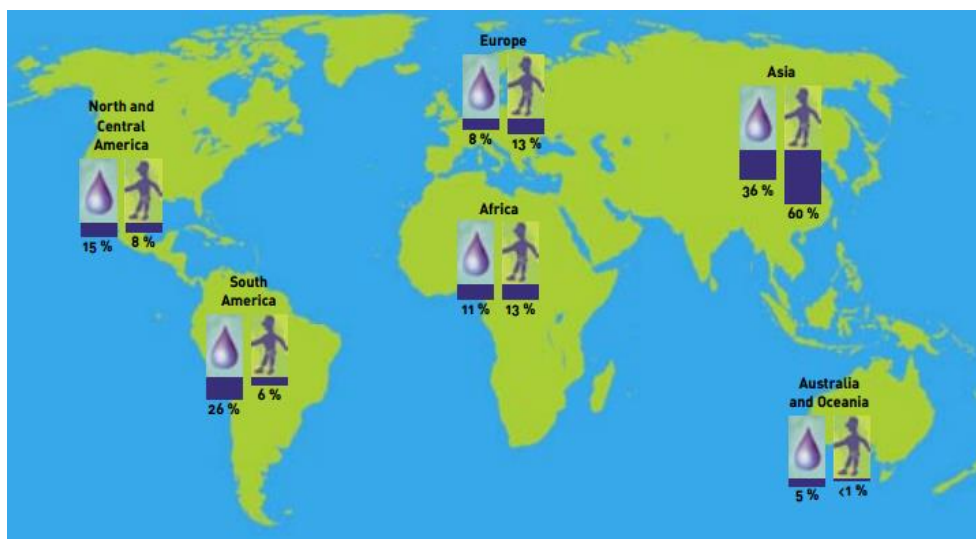 Europe
8 % 13 %
Asia
36 %
60 %
North and
Central
America
15 % 8 %
Africa
11 % 13 %
South
America
26 % 6 %
Australia
and Oceania
5 % <1 %